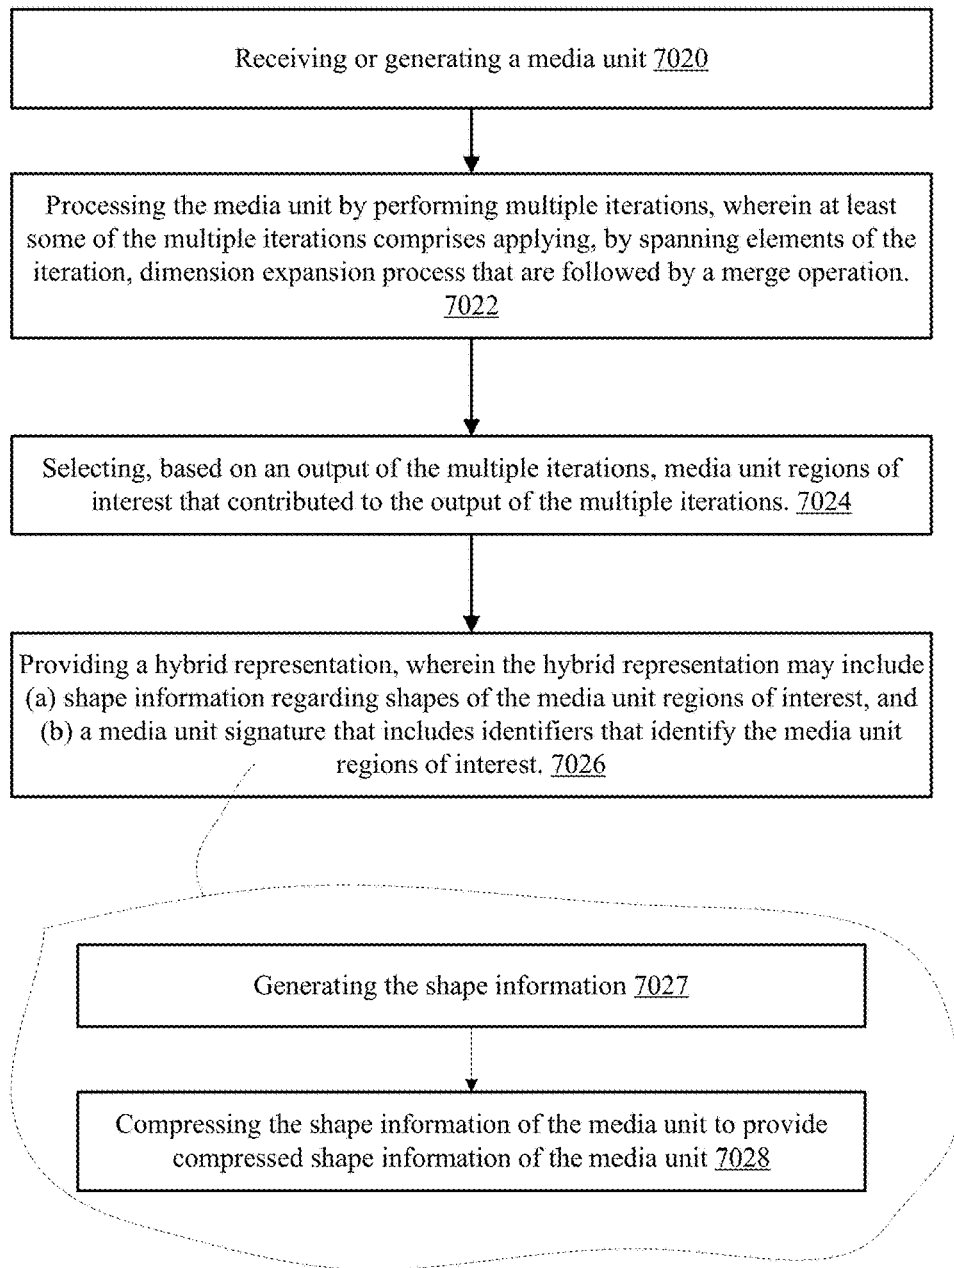 Receiving or generating a media unit 7020
Processing the media unit by performing multiple iterations, wherein at least
some of the multiple iterations comprises applying, by spanning elements of the
iteration, dimension expansion process that are followed by a merge operation.
7022
Selecting, based on an output of the multiple iterations, media unit regions of
interest that contributed to the output of the multiple iterations. 7024
Providing a hybrid representation, wherein the hybrid representation may include
(a) shape information regarding shapes of the media unit regions of interest, and
(b) a media unit signature that includes identifiers that identify the media unit
regions of interest. 7026
Generating the shape information 7027
Compressing the shape information of the media unit to provide
compressed shape information of the media unit 7028